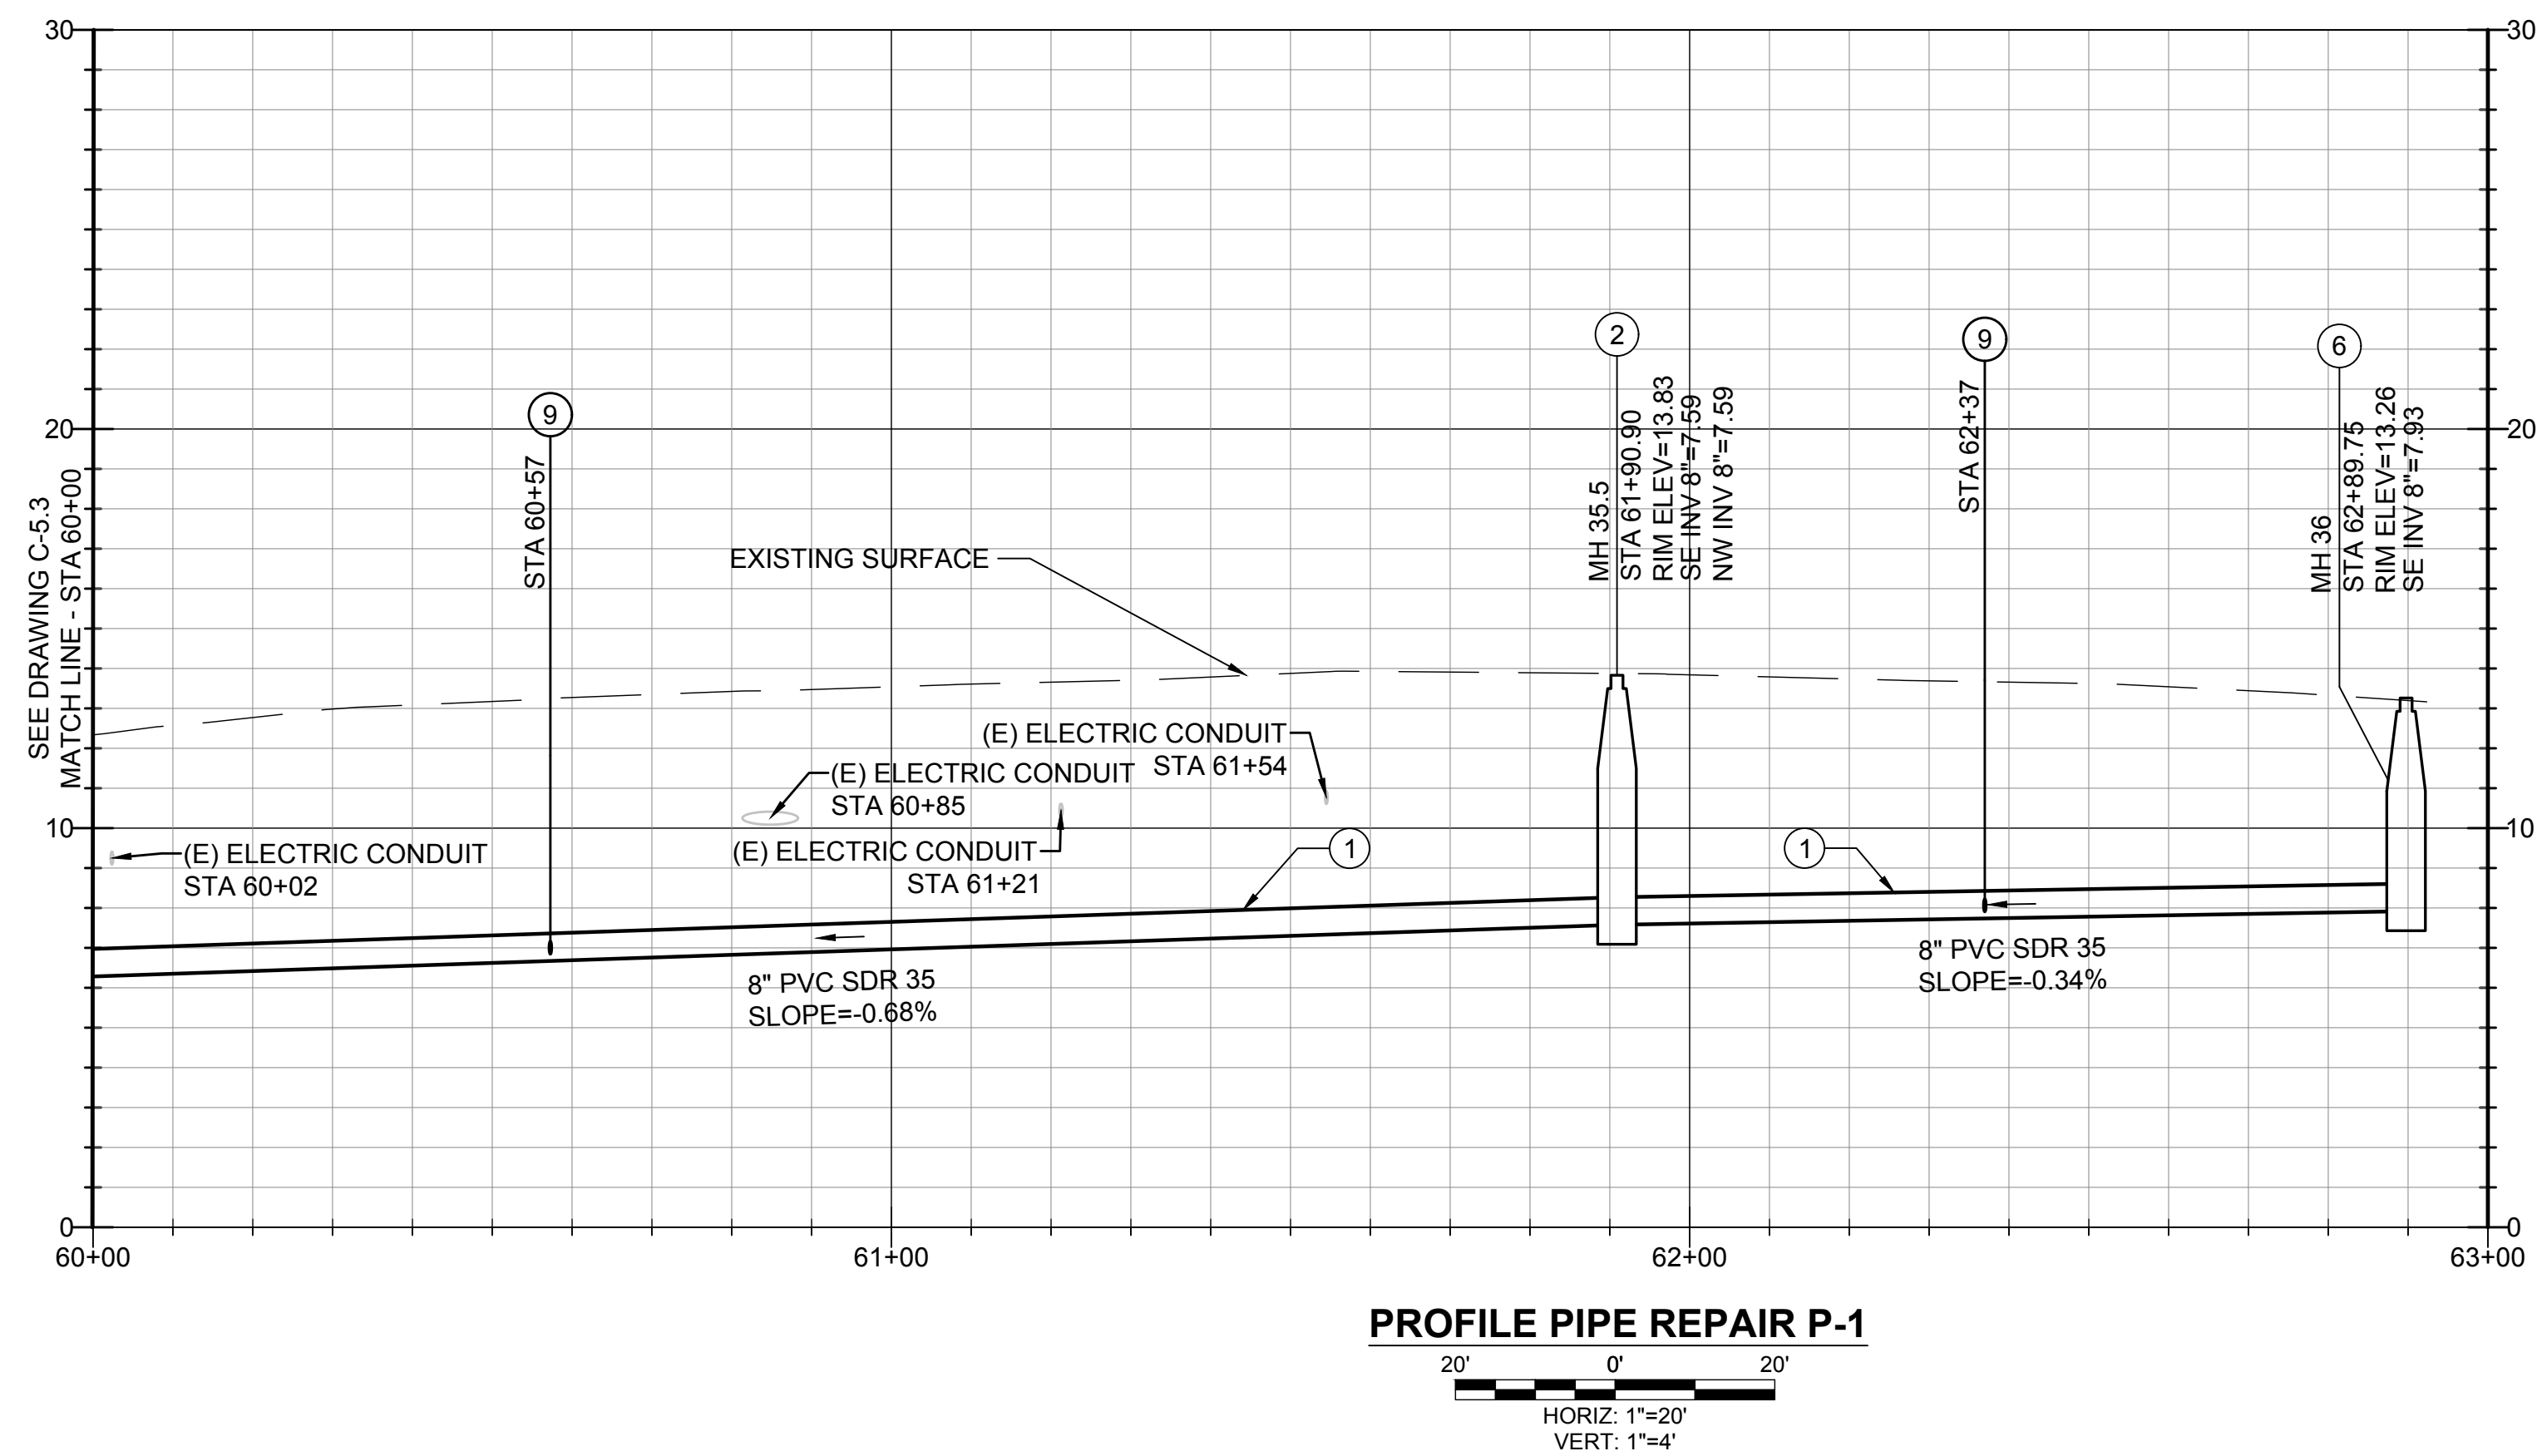 30
30
20
20
10
10
0
0
SEE DRAWING C-5.3
MATCH LINE - STA 60+00
9
STA 60+57
EXISTING SURFACE
2
MH 35.5
STA 61+90.90
RIM ELEV=13.83
SE INV 8"=7.59
NW INV 8"=7.59
9
STA 62+37
6
MH 36
STA 62+89.75
RIM ELEV=13.26
SE INV 8"=7.93
(E) ELECTRIC CONDUIT
STA 61+54
(E) ELECTRIC CONDUIT
STA 60+85
(E) ELECTRIC CONDUIT
STA 61+21
(E) ELECTRIC CONDUIT
STA 60+02
1
1
8" PVC SDR 35
SLOPE=-0.68%
8" PVC SDR 35
SLOPE=-0.34%
60+00
61+00
62+00
63+00
PROFILE PIPE REPAIR P-1
20' 0' 20'
HORIZ: 1"=20'
VERT: 1"=4'